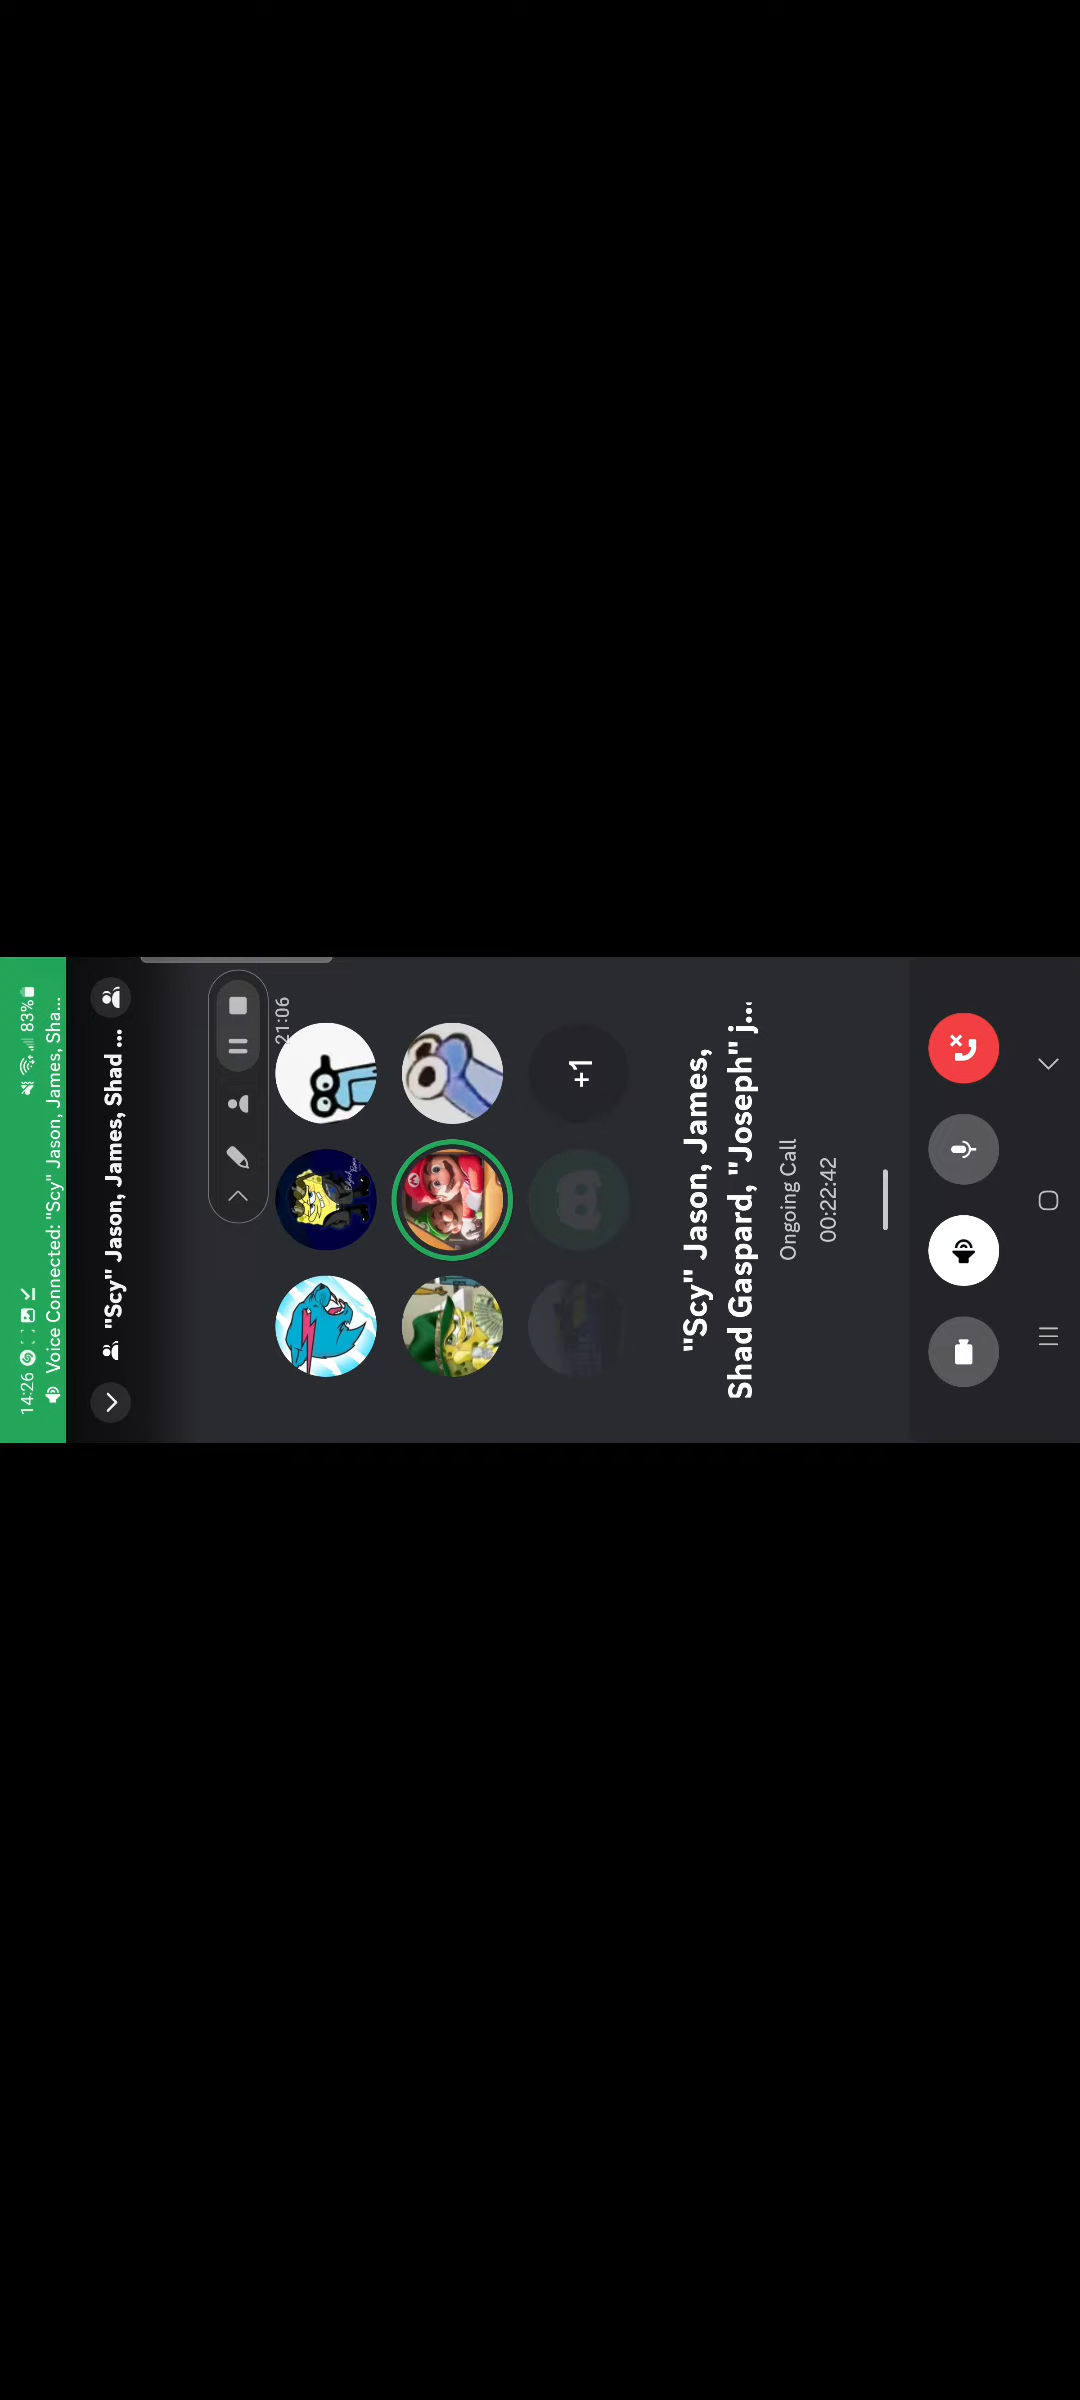 14:26 83%
Voice Connected: "Scy" Jason, James, Sha...
"Scy" Jason, James, Shad ...
21:06
+1
"Scy" Jason, James,
Shad Gaspard, "Joseph" j...
Ongoing Call
00:22:42